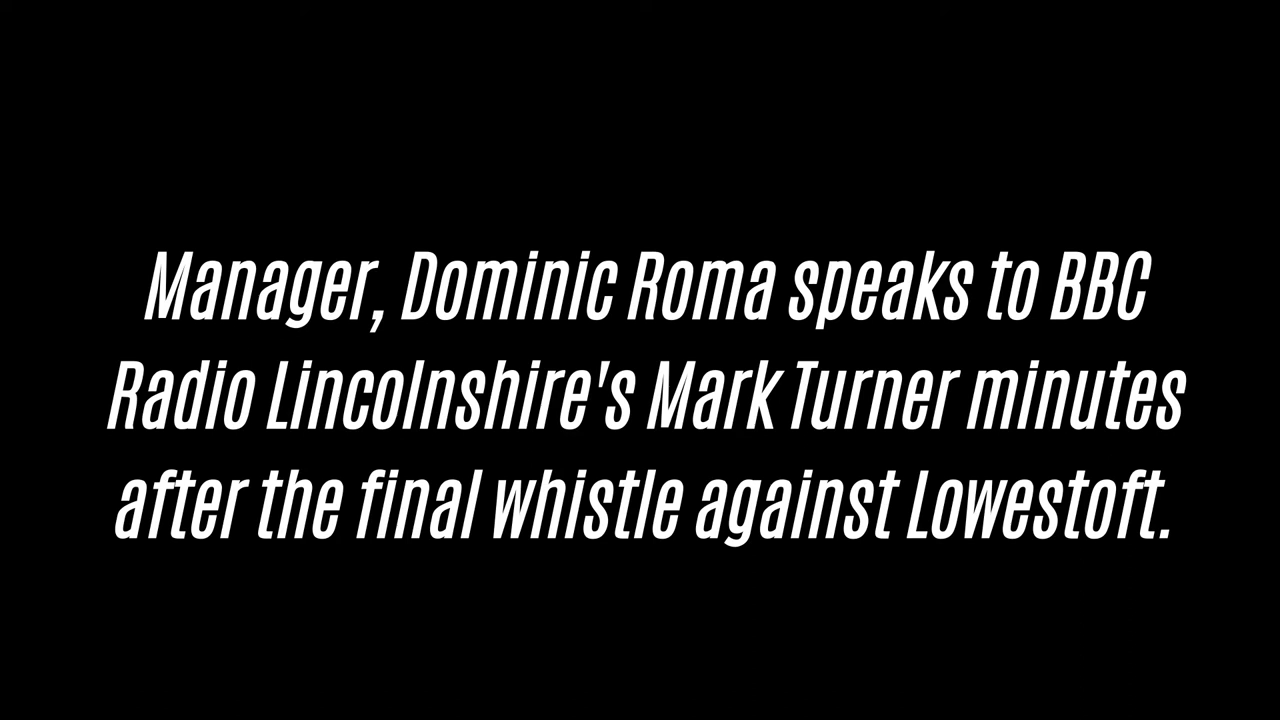 Manager, Dominic Roma speaks to BBC
Radio Lincolnshire's Mark Turner minutes
after the final whistle against Lowestoft.